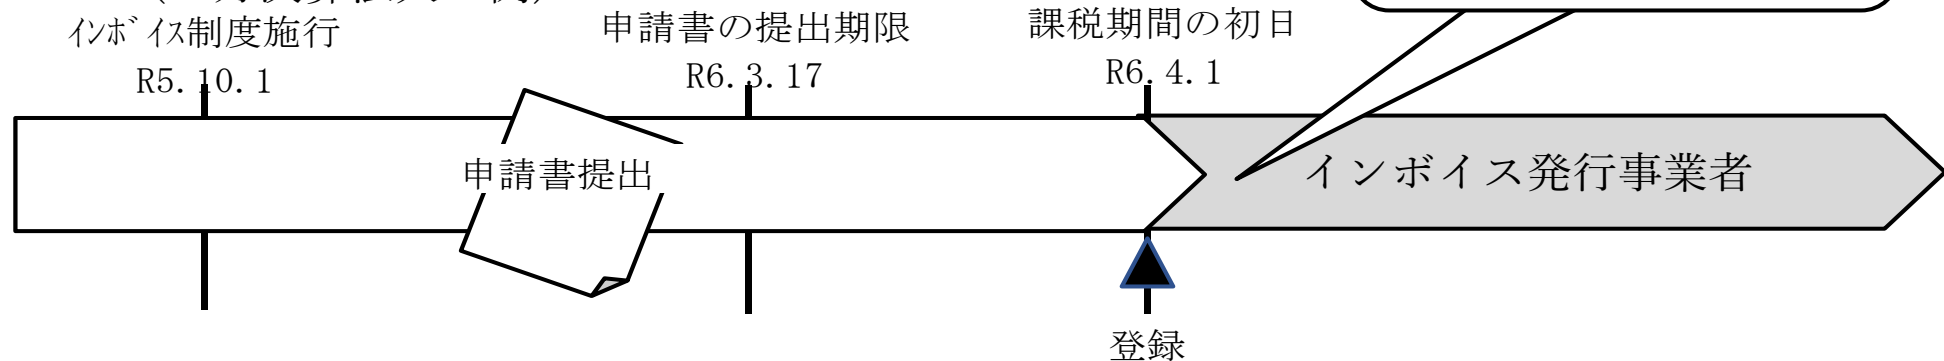 インボイス制度施行
R5.10.1
申請書の提出期限
R6.3.17
課税期間の初日
R6.4.1
申請書提出
インボイス発行事業者
登録